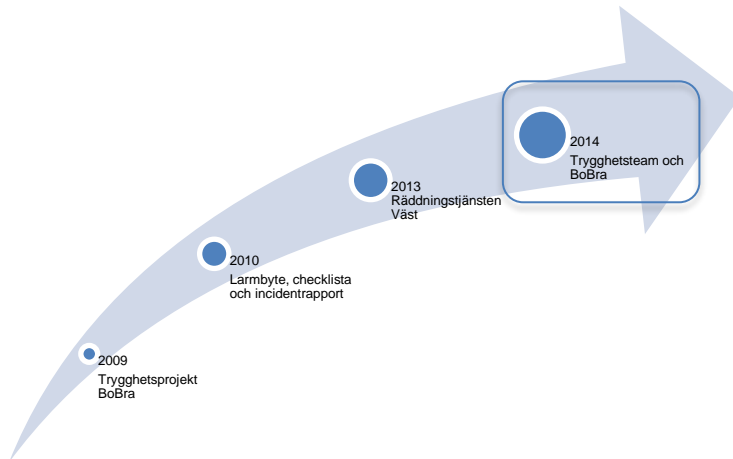 2014
Trygghetsteam och
BoBra
2013
Räddningstjänsten
Väst
2010
Larmbyte, checklista
och incidentrapport
2009
Trygghetsprojekt
BoBra